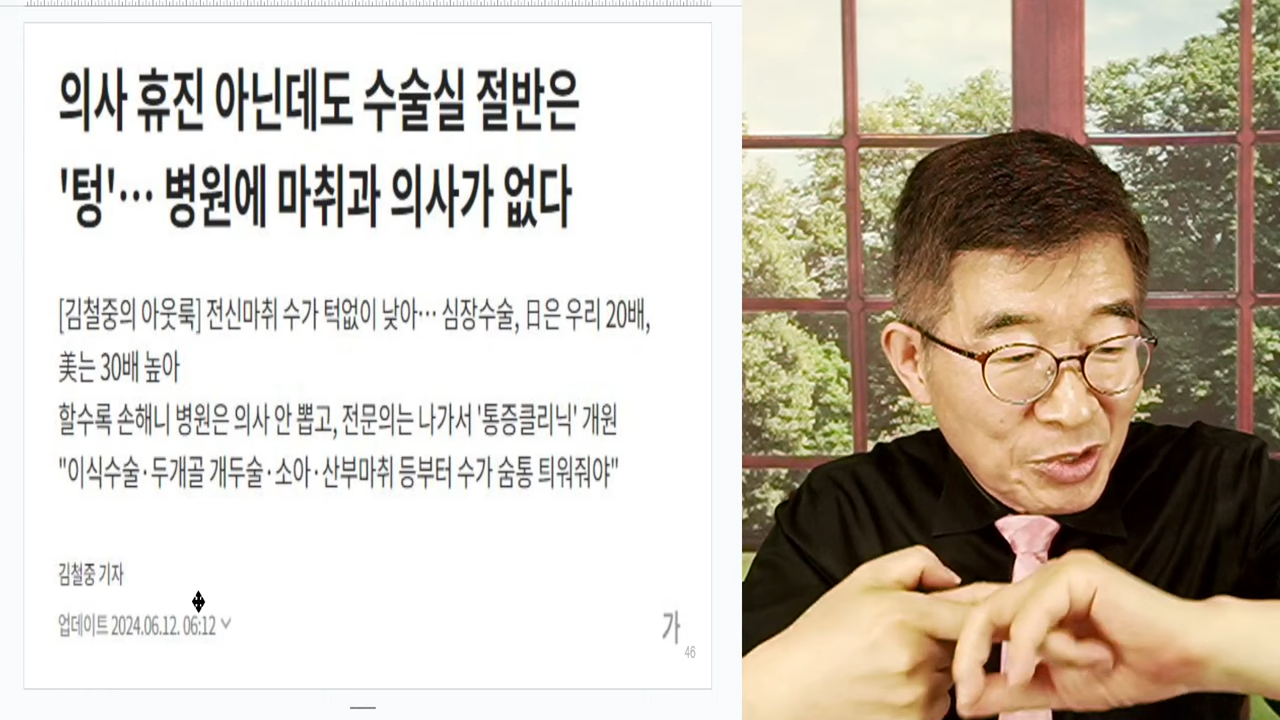 의사 휴진 아닌데도 수술실 절반은
'텅'… 병원에 마취과 의사가 없다
[김철중의 아웃룩] 전신마취 수가 턱없이 낮아… 심장수술, 日은 우리 20배,
美는 30배 높아
할수록 손해니 병원은 의사 안 뽑고, 전문의는 나가서 '통증클리닉' 개원
"이식수술·두개골 개두술·소아·산부마취 등부터 수가 숨통 틔워줘야"
김철중 기자
업데이트 2024.06.12. 06:12
가
46